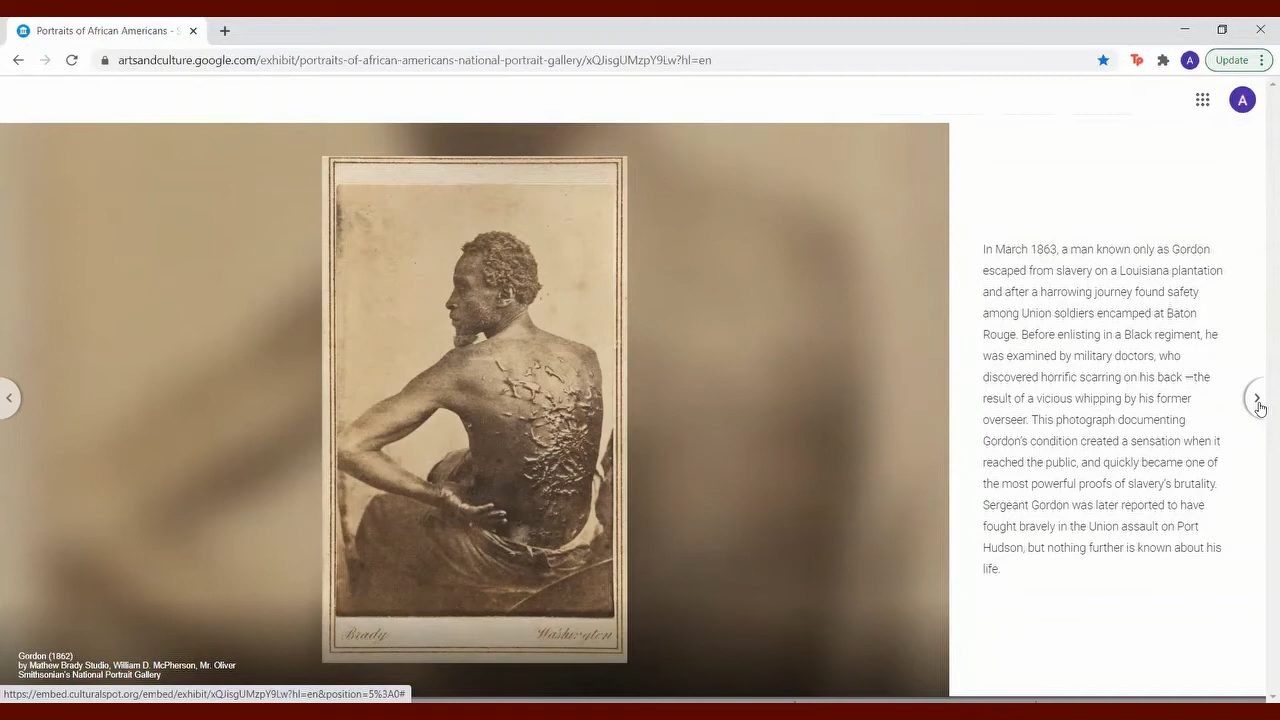 Portraits of African Americans - S
artsandculture.google.com/exhibit/portraits-of-african-americans-national-portrait-gallery/xQJisgUMzpY9Lw?hl=en
Tp
A
Update
A
In March 1863, a man known only as Gordon
escaped from slavery on a Louisiana plantation
and after a harrowing journey found safety
among Union soldiers encamped at Baton
Rouge. Before enlisting in a Black regiment, he
was examined by military doctors, who
discovered horrific scarring on his back —the
result of a vicious whipping by his former
overseer. This photograph documenting
Gordon's condition created a sensation when it
reached the public, and quickly became one of
the most powerful proofs of slavery's brutality.
Sergeant Gordon was later reported to have
fought bravely in the Union assault on Port
Hudson, but nothing further is known about his
life.
Brady Washington
Gordon (1862)
by Mathew Brady Studio, William D. McPherson, Mr. Oliver
Smithsonian's National Portrait Gallery
https://embed.culturalspot.org/embed/exhibit/xQJisgUMzpY9Lw?hl=en&position=5%3A0#